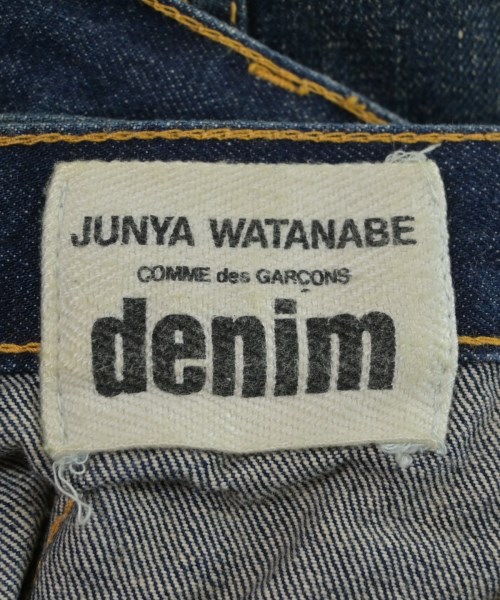 JUNYA WATANABE
COMME des GARÇONS
denim